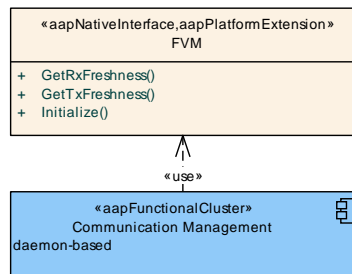 «aapNativeInterface,aapPlatformExtension»
FVM
+ GetRxFreshness()
+ GetTxFreshness()
+ Initialize()
«use»
«aapFunctionalCluster»
Communication Management
daemon-based